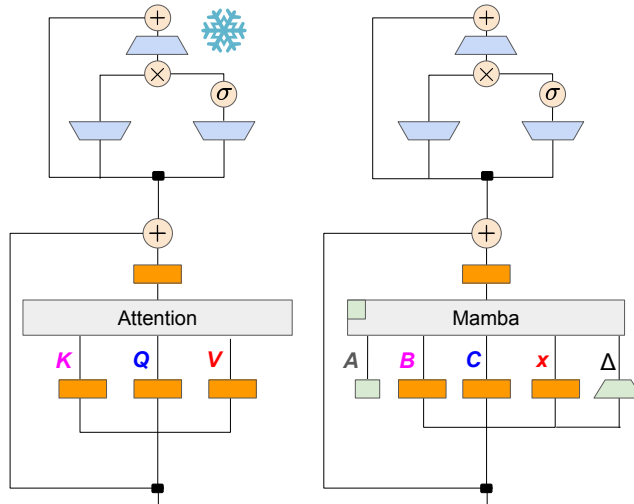 + +
× ×
σ σ
+ +
Attention Mamba
K Q V A B C x Δ